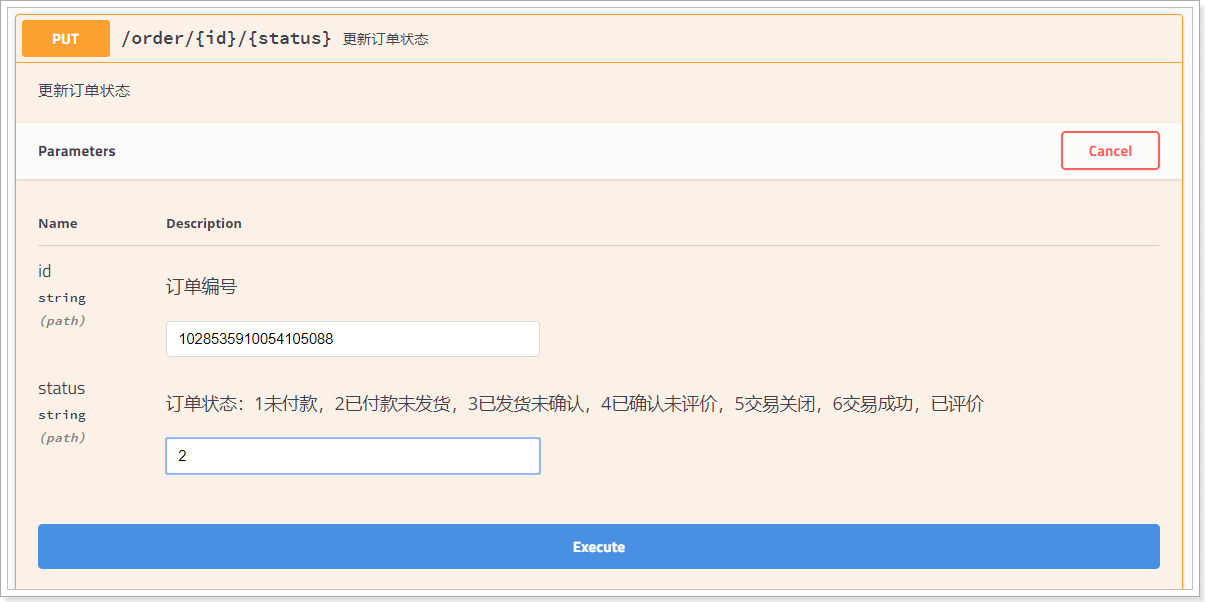 PUT /order/{id}/{status} 更新订单状态
更新订单状态
Parameters Cancel
Name Description
id
string
(path)
订单编号
1028535910054105088
status
string
(path)
订单状态：1未付款，2已付款未发货，3已发货未确认，4已确认未评价，5交易关闭，6交易成功，已评价
2
Execute